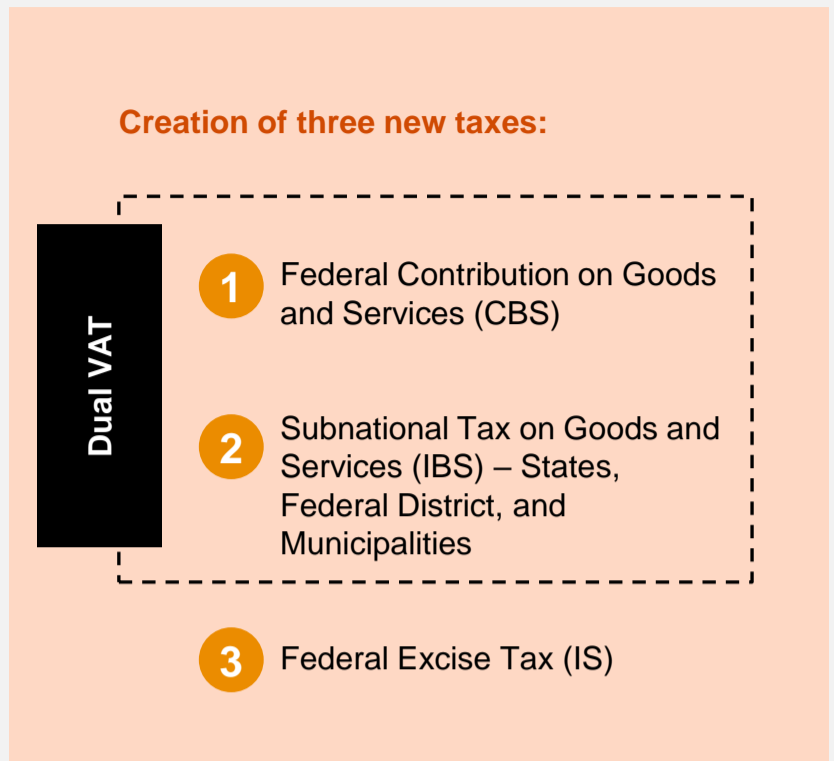 Creation of three new taxes:
Dual VAT
1
Federal Contribution on Goods
and Services (CBS)
2
Subnational Tax on Goods and
Services (IBS) – States,
Federal District, and
Municipalities
3
Federal Excise Tax (IS)